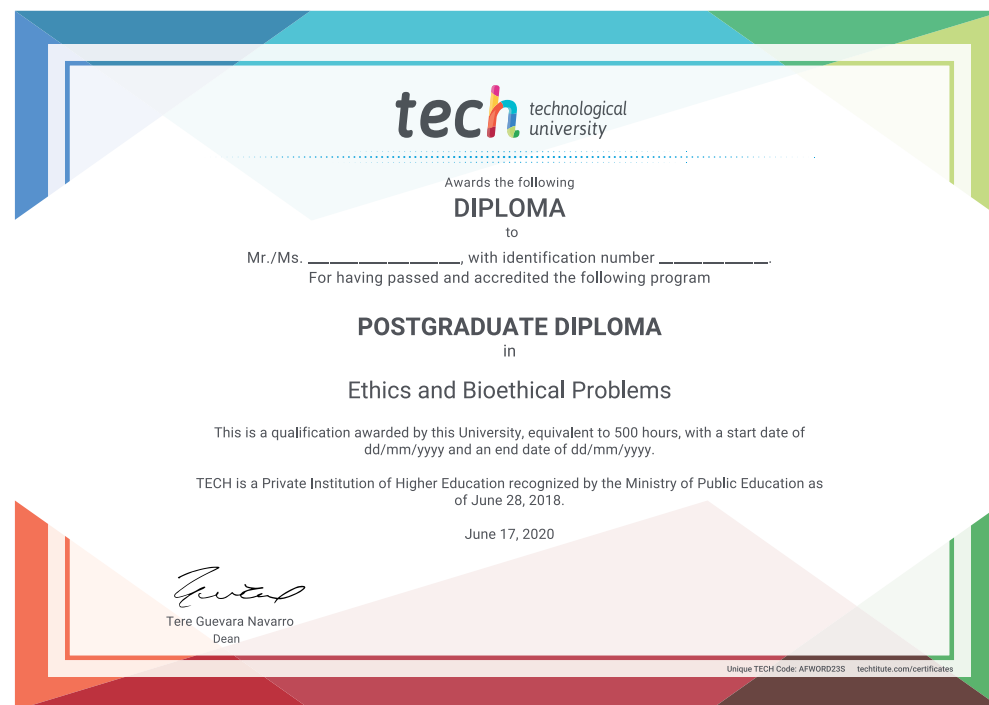 tech technological
university
Awards the following
DIPLOMA
to
Mr./Ms. ____________________, with identification number ______________.
For having passed and accredited the following program
POSTGRADUATE DIPLOMA
in
Ethics and Bioethical Problems
This is a qualification awarded by this University, equivalent to 500 hours, with a start date of
dd/mm/yyyy and an end date of dd/mm/yyyy.
TECH is a Private Institution of Higher Education recognized by the Ministry of Public Education as
of June 28, 2018.
June 17, 2020
Tere Guevara Navarro
Dean
Unique TECH Code: AFWORD23S techtitute.com/certificates